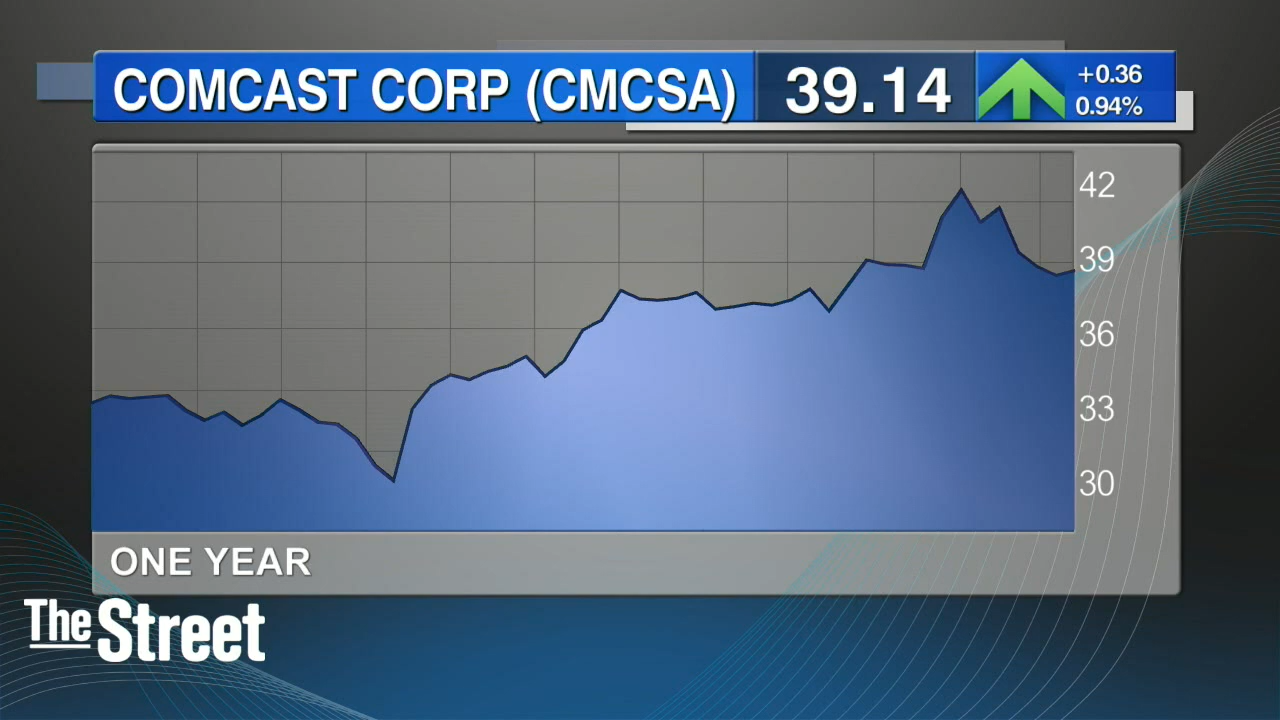 COMCAST CORP (CMCSA) 39.14 +0.36
0.94%
42
39
36
33
30
ONE YEAR
The Street